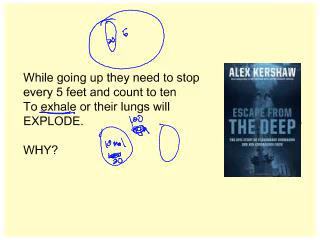 While going up they need to stop
every 5 feet and count to ten
To exhale or their lungs will
EXPLODE.
WHY?
ALEX KERSHAW
ESCAPE FROM
THE DEEP